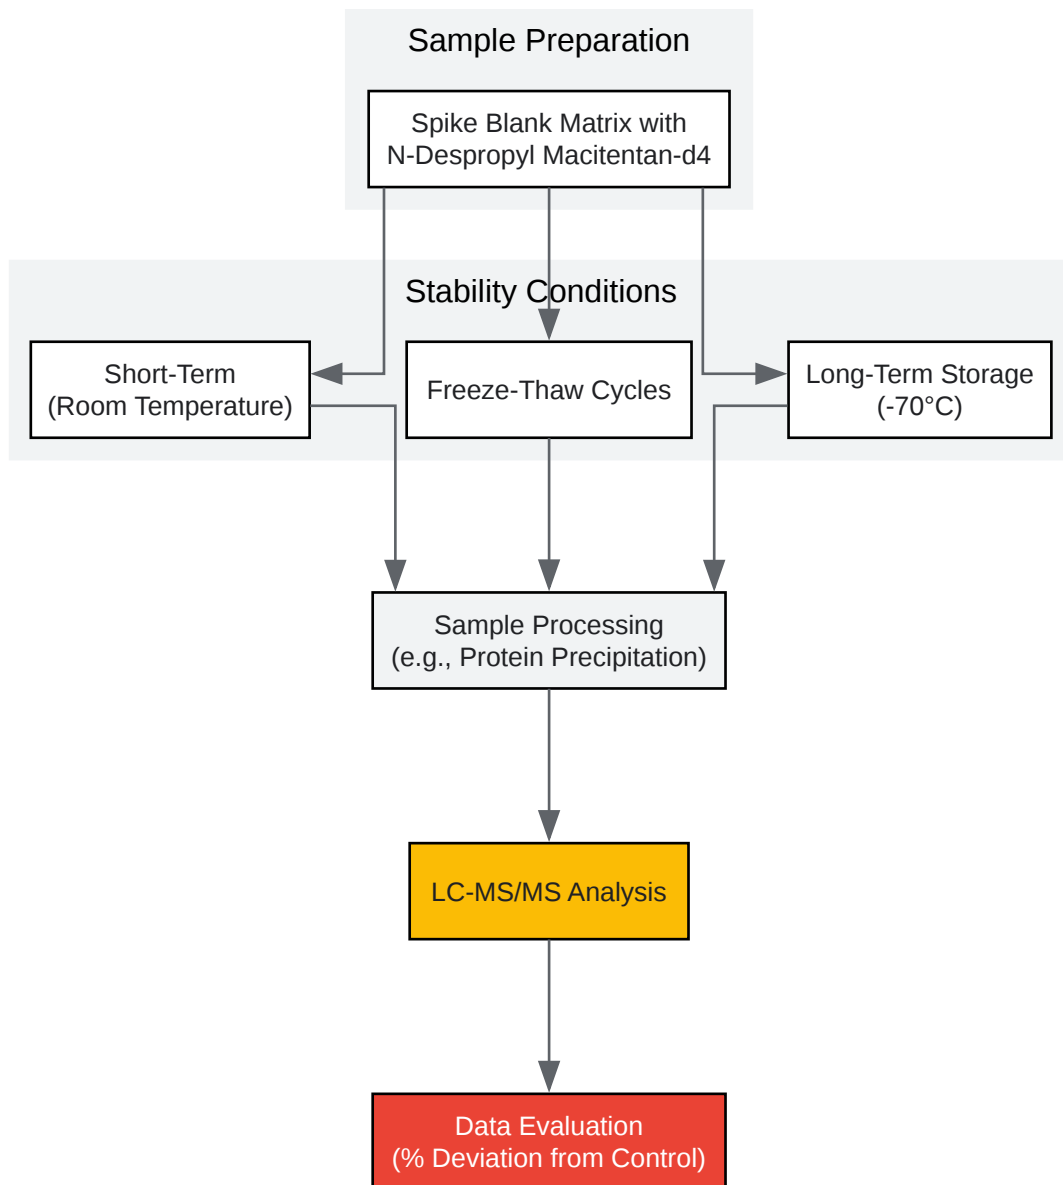 Sample Preparation
Spike Blank Matrix with
N-Despropyl Macitentan-d4
Stability Conditions
Short-Term
(Room Temperature)
Freeze-Thaw Cycles
Long-Term Storage
(-70°C)
Sample Processing
(e.g., Protein Precipitation)
LC-MS/MS Analysis
Data Evaluation
(% Deviation from Control)